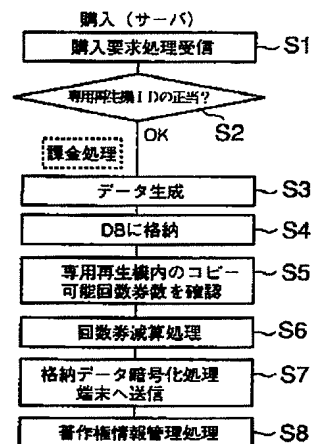 購入(サーバ)
購入要求処理受信
S1
専用再生機IDの正当?
S2
OK
課金処理
データ生成
S3
DBに格納
S4
専用再生機内のコピー
可能回数券数を確認
S5
回数券減算処理
S6
格納データ暗号化処理
端末へ送信
S7
著作権情報管理処理
S8